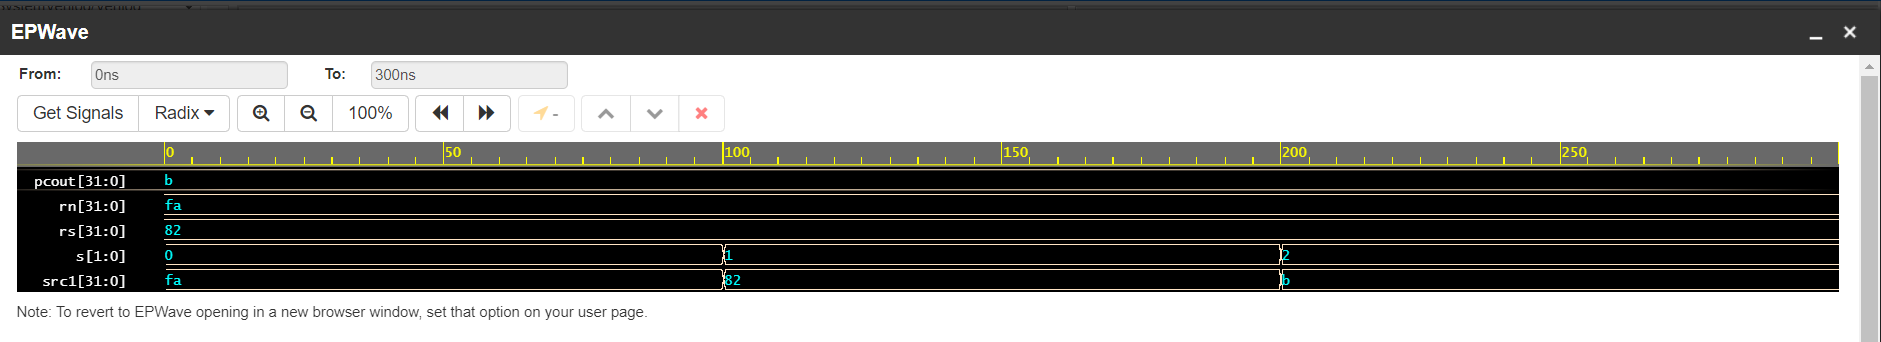 EPWave
From: 0ns To: 300ns
Get Signals Radix 100% -
0 50 100 150 200 250
pcout[31:0] b
rn[31:0] fa
rs[31:0] 82
s[1:0] 0 1 2
src1[31:0] fa 82 b
Note: To revert to EPWave opening in a new browser window, set that option on your user page.